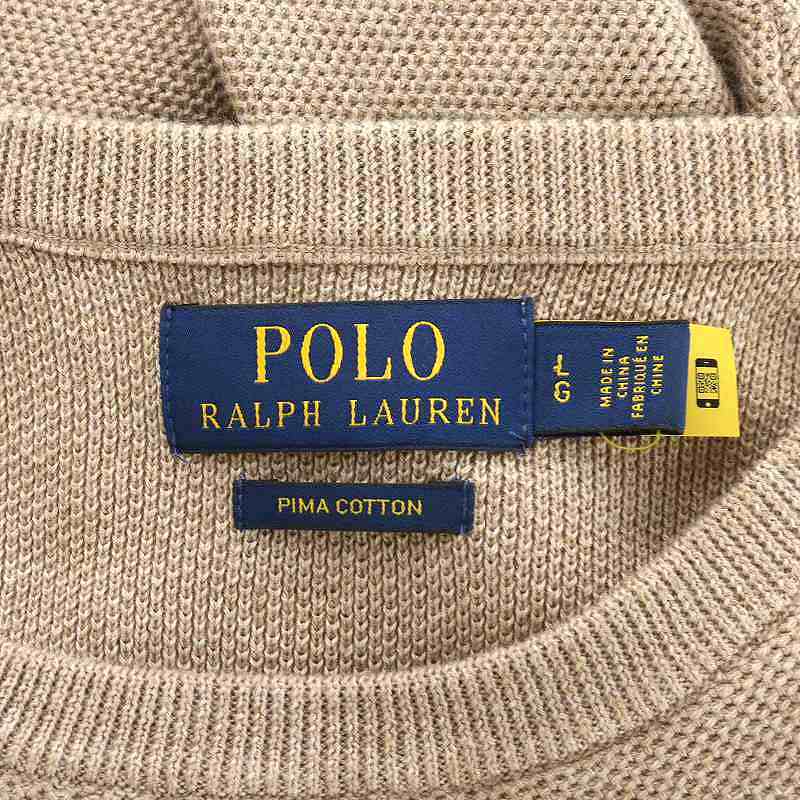 POLO
RALPH LAUREN
L
G
MADE IN
CHINA
FABRIQUÉ EN
CHINE
PIMA COTTON